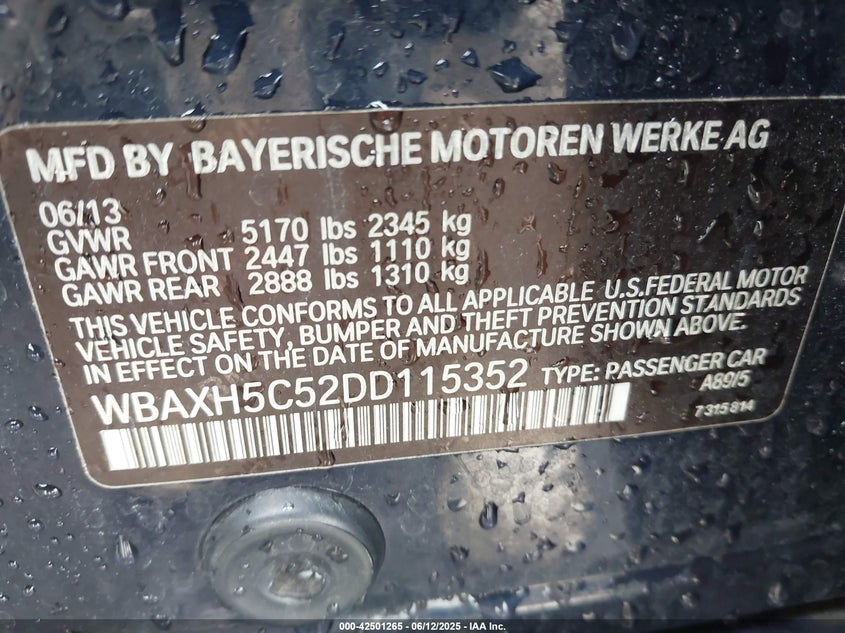 MFD BY BAYERISCHE MOTOREN WERKE AG
06/13
GVWR 5170 lbs 2345 kg
GAWR FRONT 2447 lbs 1110 kg
GAWR REAR 2888 lbs 1310 kg
THIS VEHICLE CONFORMS TO ALL APPLICABLE U.S.FEDERAL MOTOR
VEHICLE SAFETY, BUMPER AND THEFT PREVENTION STANDARDS
IN EFFECT ON THE DATE OF MANUFACTURE SHOWN ABOVE.
WBAXH5C52DD115352 TYPE: PASSENGER CAR
A89/5
7315814
000-42501265 - 06/12/2025 - IAA Inc.